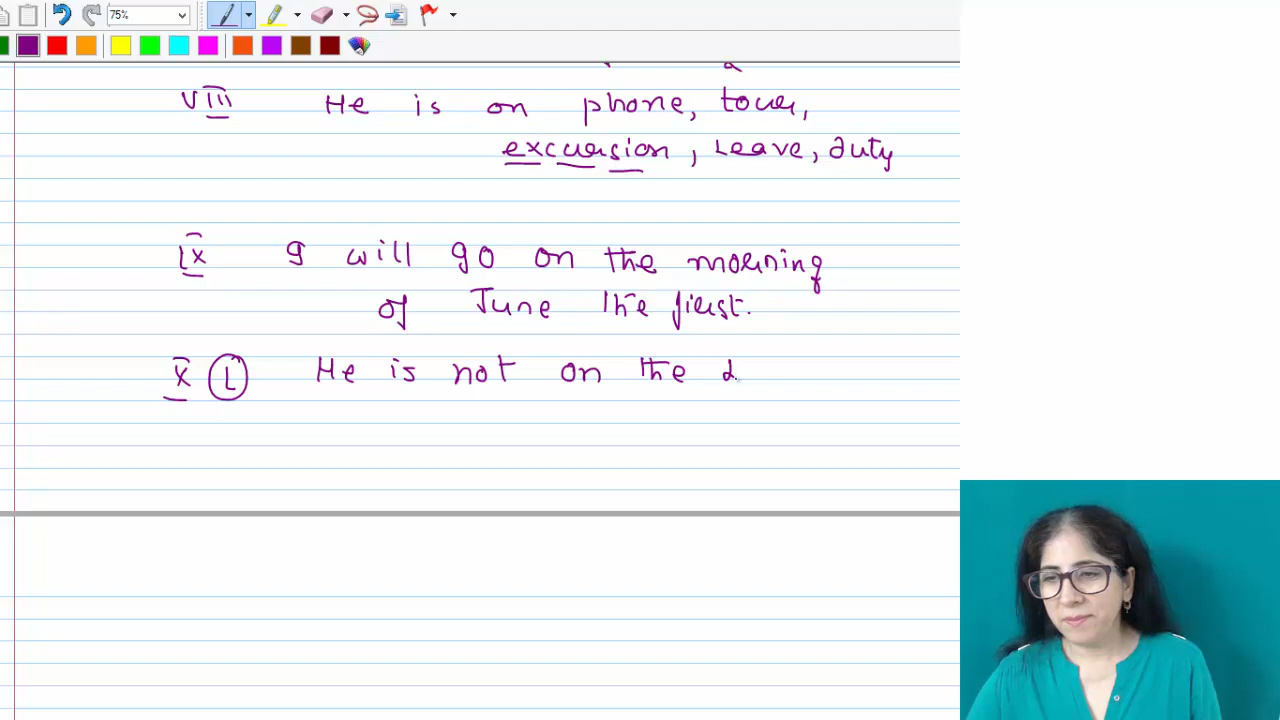 75%
VIII He is on phone, tour,
excursion, Leave, duty
IX I will go on the morning
of June the first.
X (i) He is not on the